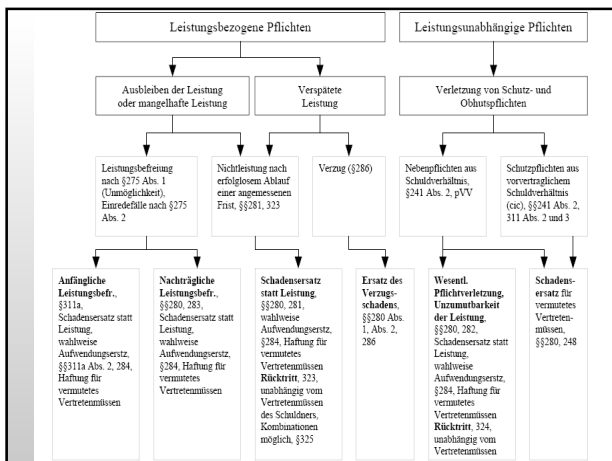 Leistungsbezogene Pflichten
Leistungsunabhängige Pflichten
Ausbleiben der Leistung
oder mangelhafte Leistung
Verspätete
Leistung
Verletzung von Schutz- und
Obhutspflichten
Leistungsbefreiung
nach §275 Abs. 1
(Unmöglichkeit),
Einredefälle nach §275
Abs. 2
Nichtleistung nach
erfolglosem Ablauf
einer angemessenen
Frist, §§281, 323
Verzug (§286)
Nebenpflichten aus
Schuldverhältnis,
§241 Abs. 2, pVV
Schutzpflichten aus
vorvertraglichem
Schuldverhältnis
(cic), §§241 Abs. 2,
311 Abs. 2 und 3
Anfängliche
Leistungsbefr.,
§311a,
Schadensersatz statt
Leistung,
wahlweise
Aufwendungserstz,
§§311a Abs. 2, 284,
Haftung für
vermutetes
Vertretenmüssen
Nachträgliche
Leistungsbefr.,
§§280, 283,
Schadensersatz statt
Leistung,
wahlweise
Aufwendungserstz,
§284, Haftung für
vermutetes
Vertretenmüssen
Schadensersatz
statt Leistung,
§§280, 281,
wahlweise
Aufwendungserstz,
§284, Haftung für
vermutetes
Vertretenmüssen
Rücktritt, 323,
unabhängig vom
Vertretenmüssen
des Schuldners,
Kombinationen
möglich, §325
Ersatz des
Verzugs-
schadens,
§§280 Abs.
1, Abs. 2,
286
Wesentl.
Pflichtverletzung,
Unzumutbarkeit
der Leistung,
§§280, 282,
Schadensersatz statt
Leistung,
wahlweise
Aufwendungserstz,
§284, Haftung für
vermutetes
Vertretenmüssen
Rücktritt, 324,
unabhängig vom
Vertretenmüssen
Schadens-
ersatz für
vermutetes
Vertreten-
müssen,
§§280, 248